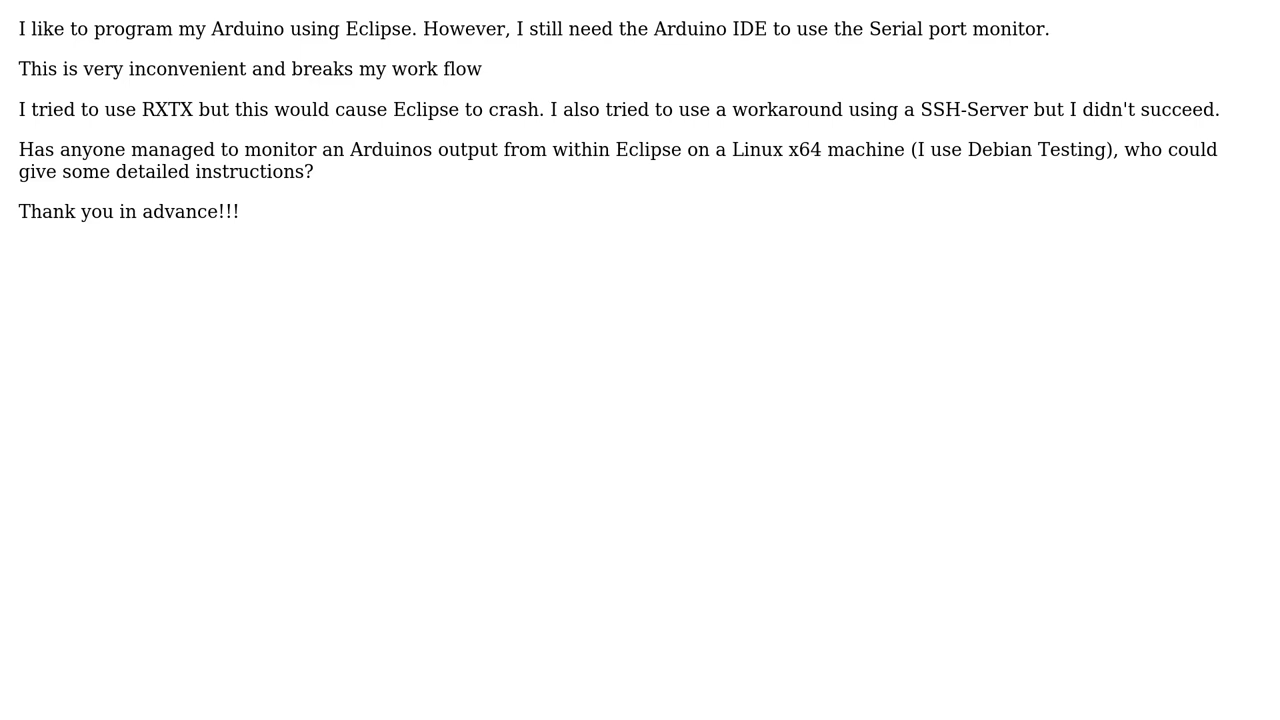 I like to program my Arduino using Eclipse. However, I still need the Arduino IDE to use the Serial port monitor.
This is very inconvenient and breaks my work flow
I tried to use RXTX but this would cause Eclipse to crash. I also tried to use a workaround using a SSH-Server but I didn't succeed.
Has anyone managed to monitor an Arduinos output from within Eclipse on a Linux x64 machine (I use Debian Testing), who could
give some detailed instructions?
Thank you in advance!!!